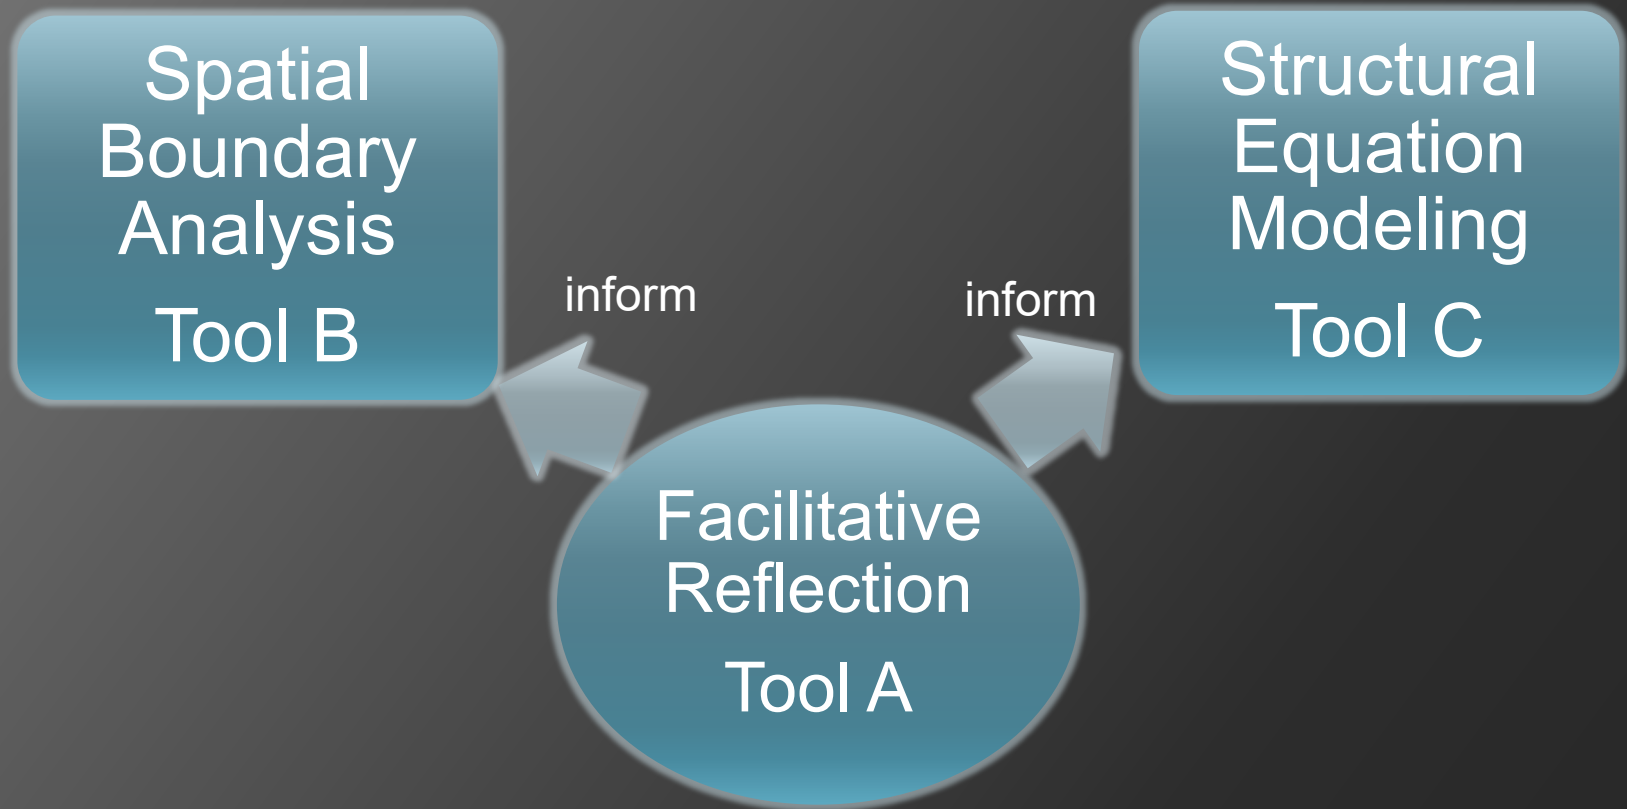 Spatial
Boundary
Analysis
Tool B
inform
inform
Structural
Equation
Modeling
Tool C
Facilitative
Reflection
Tool A